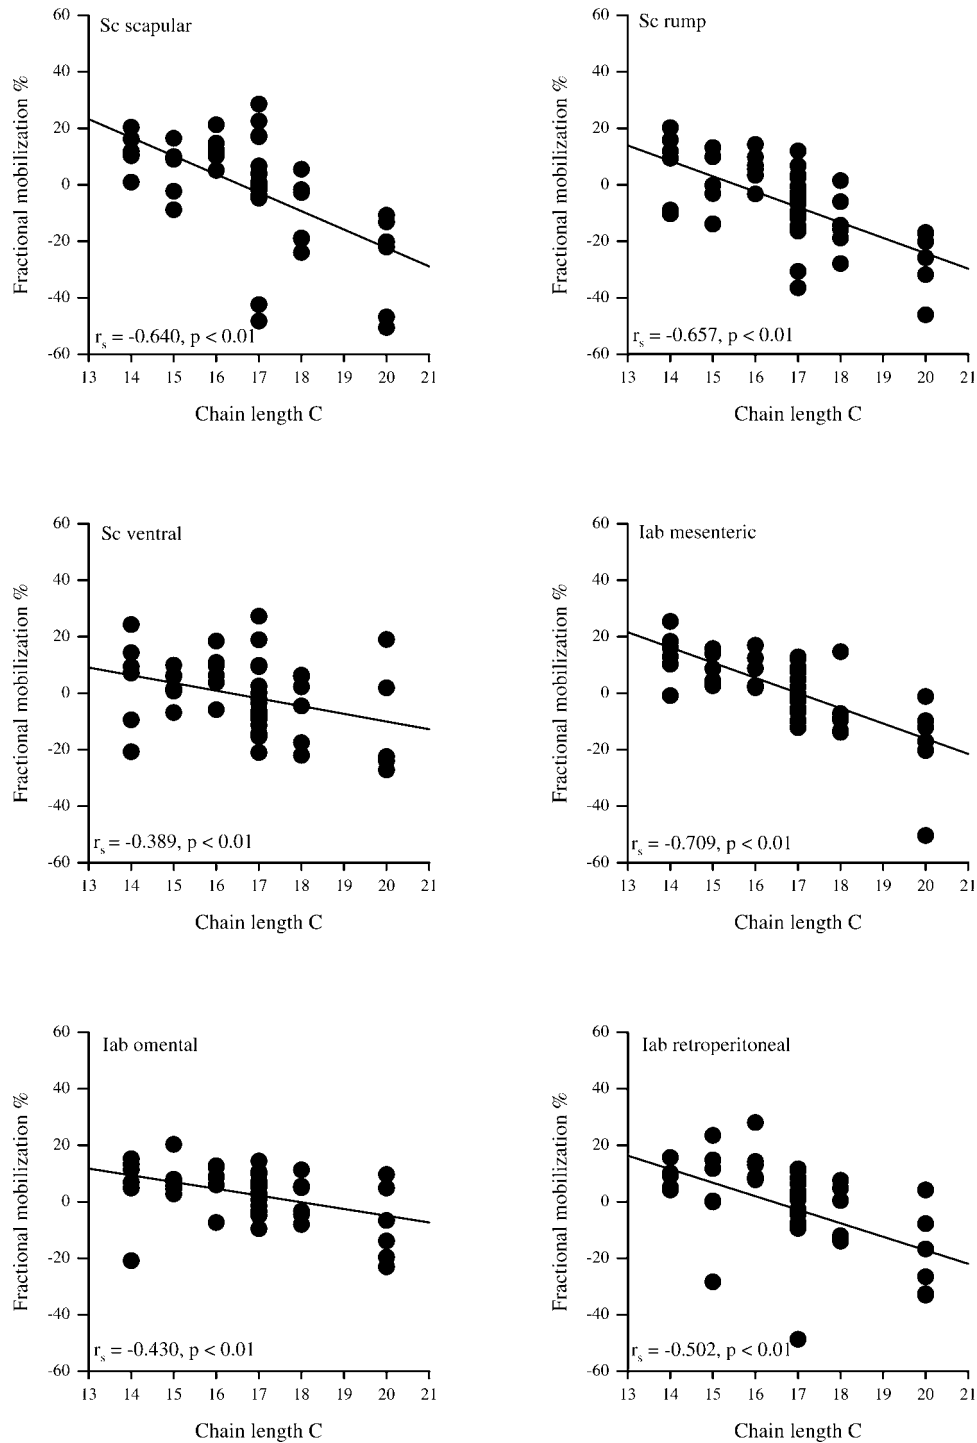 Sc scapular
Fractional mobilization %
60
40
20
0
-20
-40
-60
r_s = -0.640, p < 0.01
13 14 15 16 17 18 19 20 21
Chain length C
Sc rump
Fractional mobilization %
60
40
20
0
-20
-40
-60
r_s = -0.657, p < 0.01
13 14 15 16 17 18 19 20 21
Chain length C
Sc ventral
Fractional mobilization %
60
40
20
0
-20
-40
-60
r_s = -0.389, p < 0.01
13 14 15 16 17 18 19 20 21
Chain length C
Iab mesenteric
Fractional mobilization %
60
40
20
0
-20
-40
-60
r_s = -0.709, p < 0.01
13 14 15 16 17 18 19 20 21
Chain length C
Iab omental
Fractional mobilization %
60
40
20
0
-20
-40
-60
r_s = -0.430, p < 0.01
13 14 15 16 17 18 19 20 21
Chain length C
Iab retroperitoneal
Fractional mobilization %
60
40
20
0
-20
-40
-60
r_s = -0.502, p < 0.01
13 14 15 16 17 18 19 20 21
Chain length C